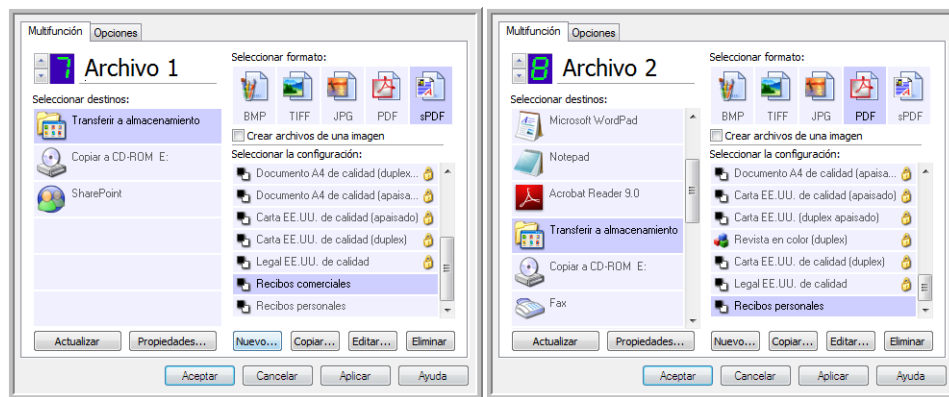 Multifunción Opciones
7 Archivo 1
Seleccionar destinos:
Transferir a almacenamiento
Copiar a CD-ROM E:
SharePoint
Seleccionar formato:
BMP TIFF JPG PDF sPDF
Crear archivos de una imagen
Seleccionar la configuración:
Documento A4 de calidad (duplex...
Documento A4 de calidad (apaisa...
Carta EE.UU. de calidad (apaisado)
Carta EE.UU. de calidad (duplex)
Legal EE.UU. de calidad
Recibos comerciales
Recibos personales
Actualizar Propiedades... Nuevo... Copiar... Editar... Eliminar
Aceptar Cancelar Aplicar Ayuda
Multifunción Opciones
8 Archivo 2
Seleccionar destinos:
Microsoft WordPad
Notepad
Acrobat Reader 9.0
Transferir a almacenamiento
Copiar a CD-ROM E:
Fax
Seleccionar formato:
BMP TIFF JPG PDF sPDF
Crear archivos de una imagen
Seleccionar la configuración:
Documento A4 de calidad (apaisa...
Carta EE.UU. de calidad (apaisado)
Carta EE.UU. (duplex apaisado)
Revista en color (duplex)
Carta EE.UU. de calidad (duplex)
Legal EE.UU. de calidad
Recibos personales
Actualizar Propiedades... Nuevo... Copiar... Editar... Eliminar
Aceptar Cancelar Aplicar Ayuda